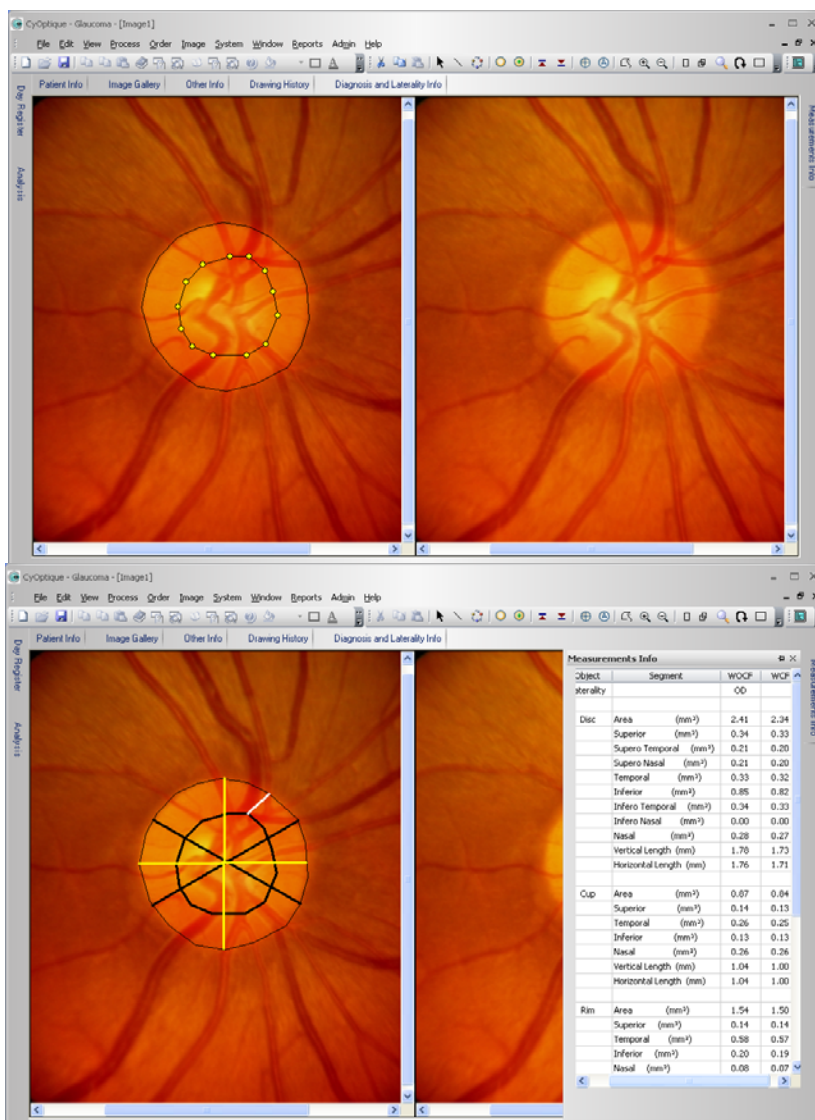 CyOptique - Glaucoma - [Image1]
File Edit View Process Order Image System Window Reports Admin Help
Patient Info Image Gallery Other Info Drawing History Diagnosis and Laterality Info
Day Register
Analysis
Measurements Info
CyOptique - Glaucoma - [Image1]
File Edit View Process Order Image System Window Reports Admin Help
Patient Info Image Gallery Other Info Drawing History Diagnosis and Laterality Info
Day Register
Analysis
Measurements Info
Measurements Info
Object Segment WOCF WCF
aterality OD
Disc Area (mm²) 2.41 2.34
Superior (mm²) 0.34 0.33
Supero Temporal (mm²) 0.21 0.20
Supero Nasal (mm²) 0.21 0.20
Temporal (mm²) 0.33 0.32
Inferior (mm²) 0.85 0.82
Infero Temporal (mm²) 0.34 0.33
Infero Nasal (mm²) 0.00 0.00
Nasal (mm²) 0.28 0.27
Vertical Length (mm) 1.78 1.73
Horizontal Length (mm) 1.76 1.71
Cup Area (mm²) 0.87 0.84
Superior (mm²) 0.14 0.13
Temporal (mm²) 0.26 0.25
Inferior (mm²) 0.13 0.13
Nasal (mm²) 0.26 0.26
Vertical Length (mm) 1.04 1.00
Horizontal Length (mm) 1.04 1.00
Rim Area (mm²) 1.54 1.50
Superior (mm²) 0.14 0.14
Temporal (mm²) 0.58 0.57
Inferior (mm²) 0.20 0.19
Nasal (mm²) 0.08 0.07